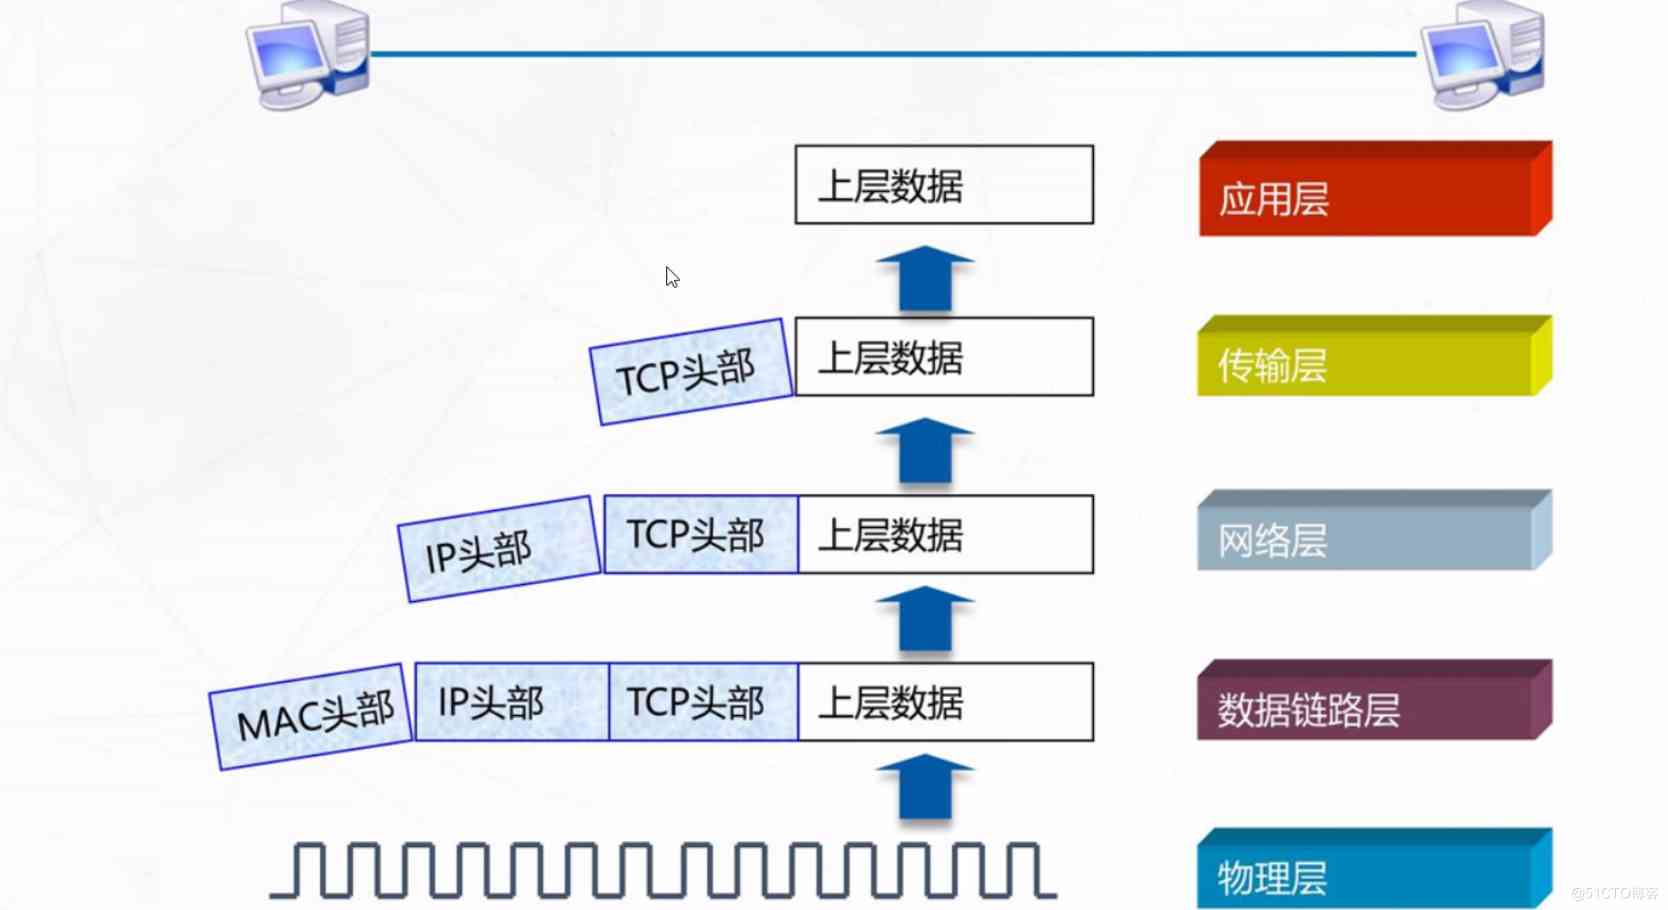 上层数据
应用层
TCP头部 上层数据
传输层
IP头部 TCP头部 上层数据
网络层
MAC头部 IP头部 TCP头部 上层数据
数据链路层
物理层
@51CTO博客